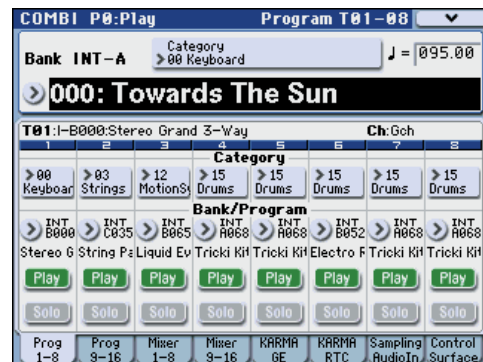 COMBI P0:Play Program T01-08
Bank INT-A
Category
00 Keyboard
♩= 095.00
000: Towards The Sun
T01:I-B000:Stereo Grand 3-Way Ch:Gch
1 2 3 4 5 6 7 8
Category
00 03 12 15 15 15 15 15
Keyboar Strings MotionSy Drums Drums Drums Drums Drums
Bank/Program
INT INT INT INT INT INT INT INT
B000 C035 B065 A068 A068 B052 A068 A068
Stereo G String Pa Liquid Ev Tricki Kit Tricki Kit Electro F Tricki Kit Tricki Kit
Play Play Play Play Play Play Play Play
Solo Solo Solo Solo Solo Solo Solo Solo
Prog Prog Mixer Mixer KARMA KARMA Sampling Control
1-8 9-16 1-8 9-16 GE RTC AudioIn Surface